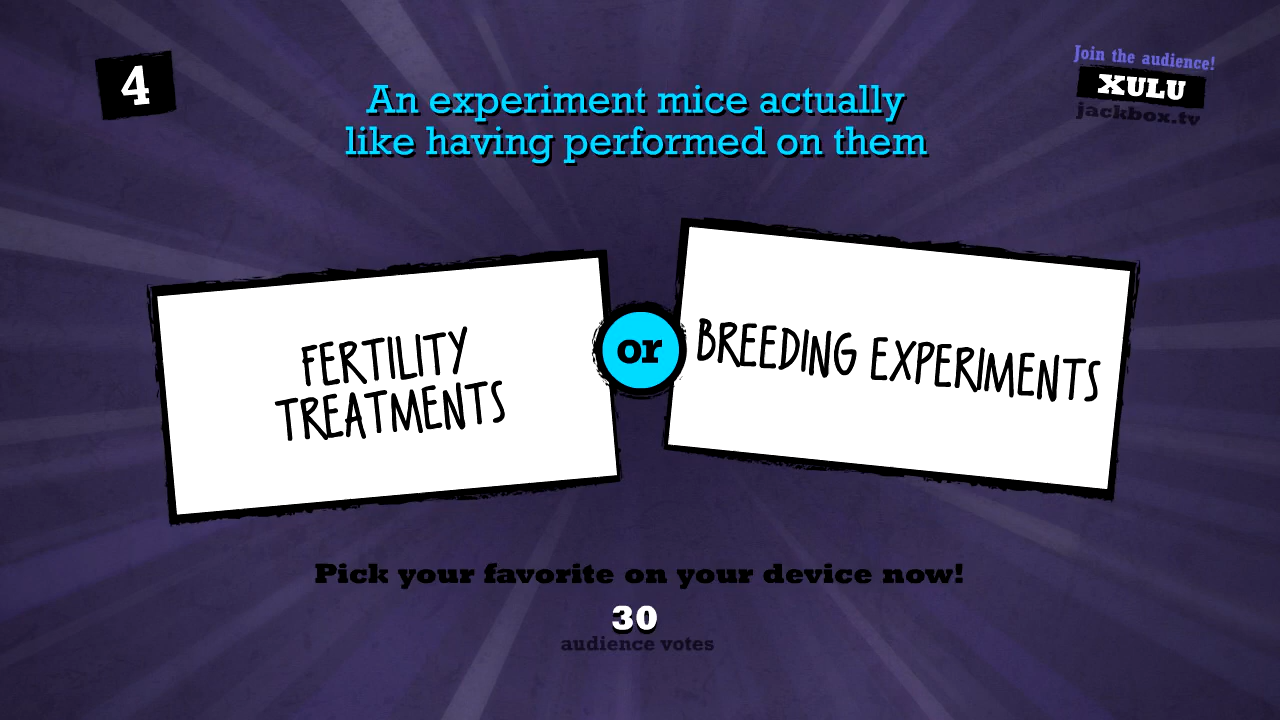 4
Join the audience!
XULU
jackbox.tv
An experiment mice actually
like having performed on them
FERTILITY
TREATMENTS
or
BREEDING EXPERIMENTS
Pick your favorite on your device now!
30
audience votes